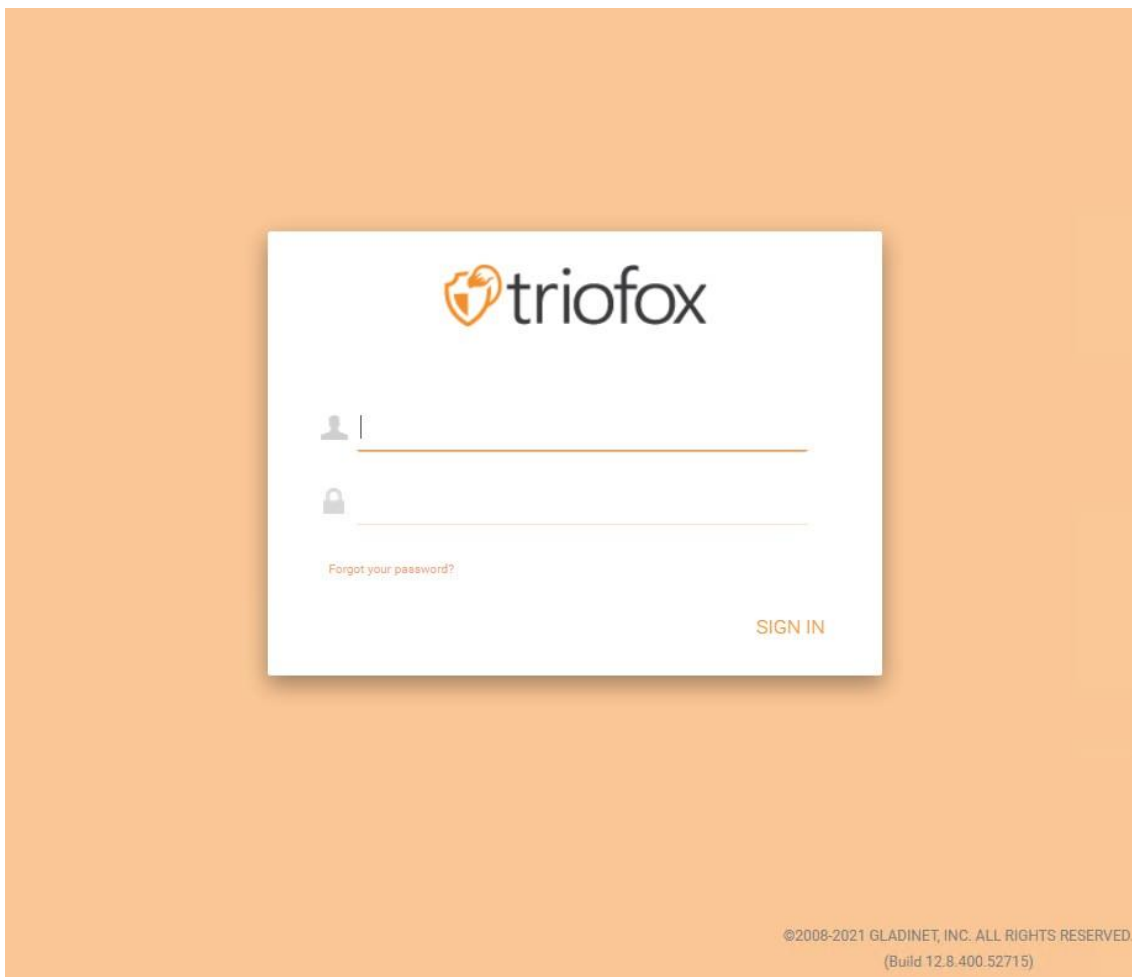 triofox
Forgot your password?
SIGN IN
©2008-2021 GLADINET, INC. ALL RIGHTS RESERVED.
(Build 12.8.400.52715)